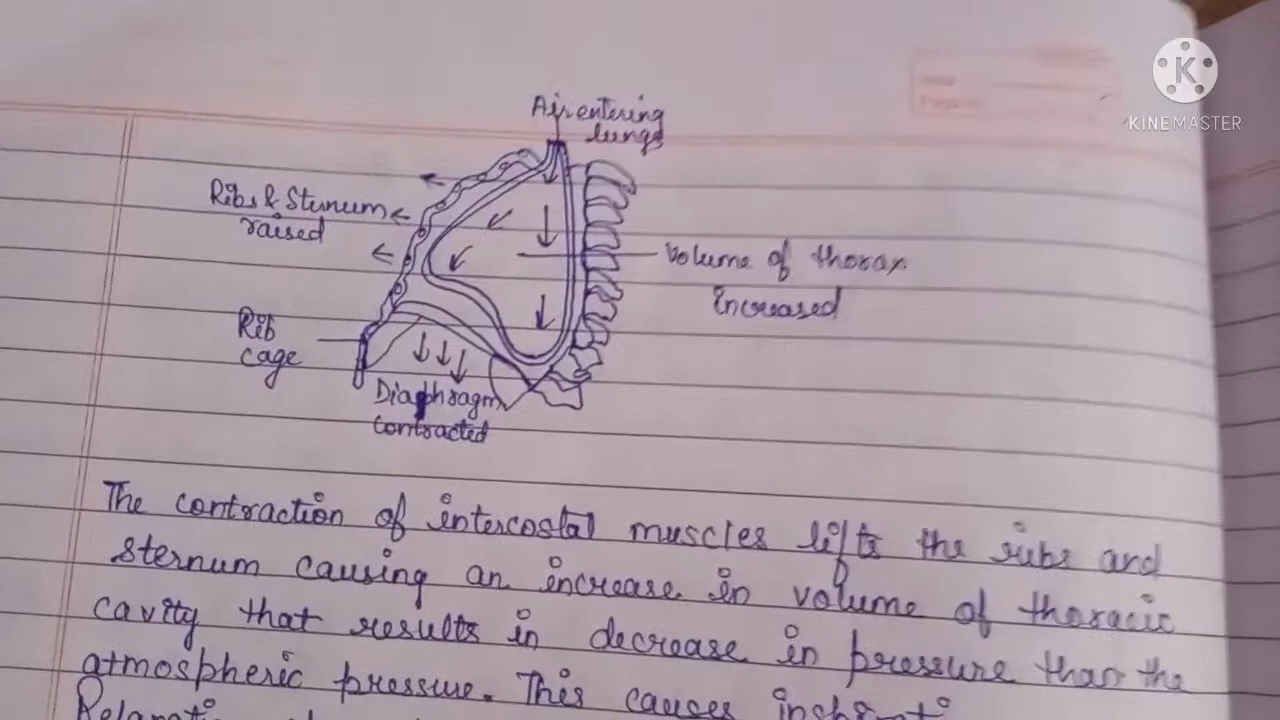 KINEMASTER
Air entering
lungs
Ribs & Sternum
raised
Volume of thorax
Increased
Rib
cage
Diaphragm
Contracted
The contraction of intercostal muscles lifts the ribs and
sternum causing an increase in volume of thoracic
cavity that results in decrease in pressure than the
atmospheric pressure. This causes